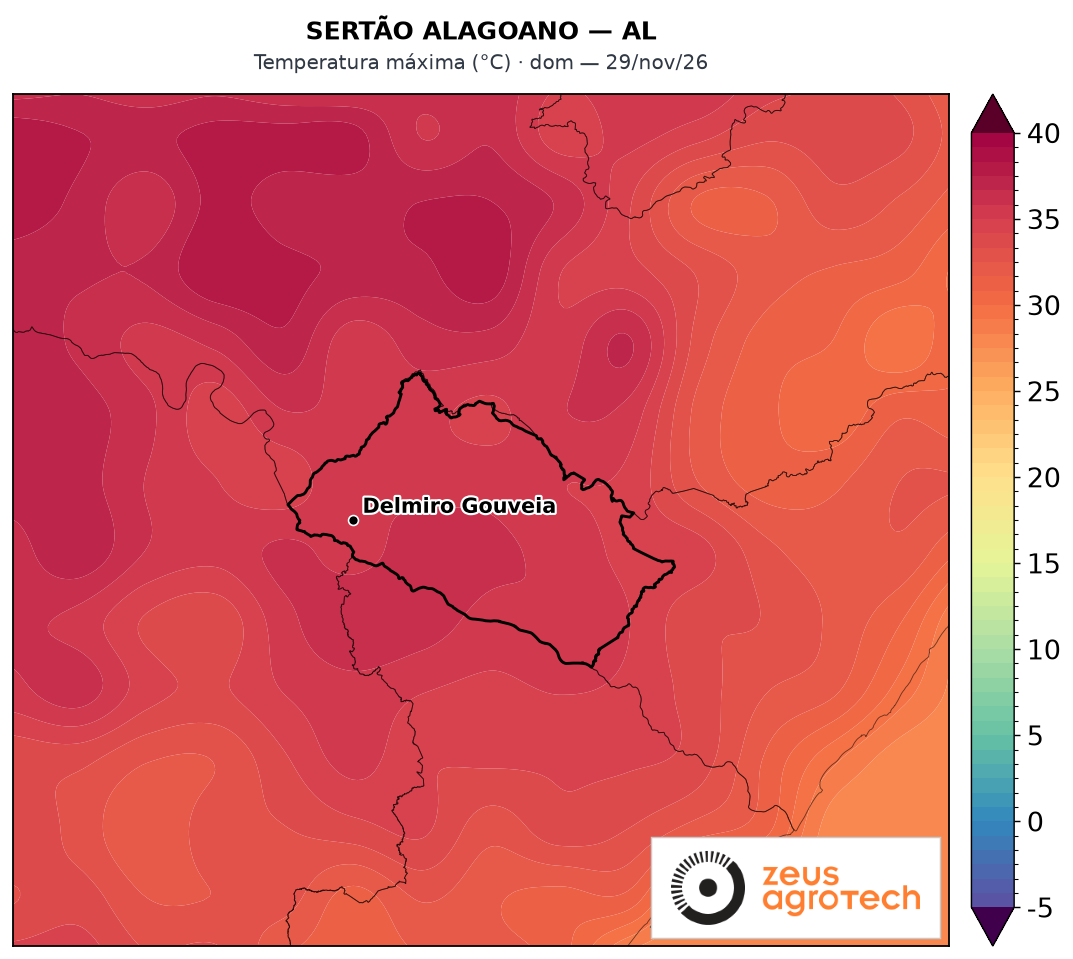 SERTÃO ALAGOANO — AL
Temperatura máxima (°C) · dom — 29/nov/26
40
35
30
25
20
15
10
5
0
-5
Delmiro Gouveia
zeus
agrotech